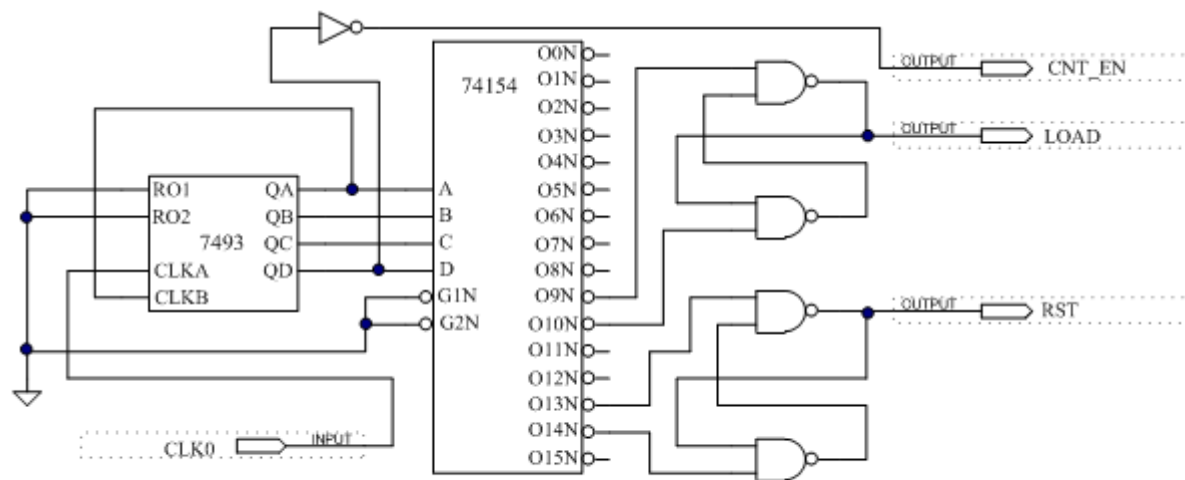 OUTPUT CNT_EN
OUTPUT LOAD
OUTPUT RST
74154
O0N
O1N
O2N
O3N
O4N
O5N
O6N
O7N
O8N
O9N
O10N
O11N
O12N
O13N
O14N
O15N
A
B
C
D
G1N
G2N
RO1 QA
RO2 QB
7493 QC
CLKA QD
CLKB
CLK0 INPUT